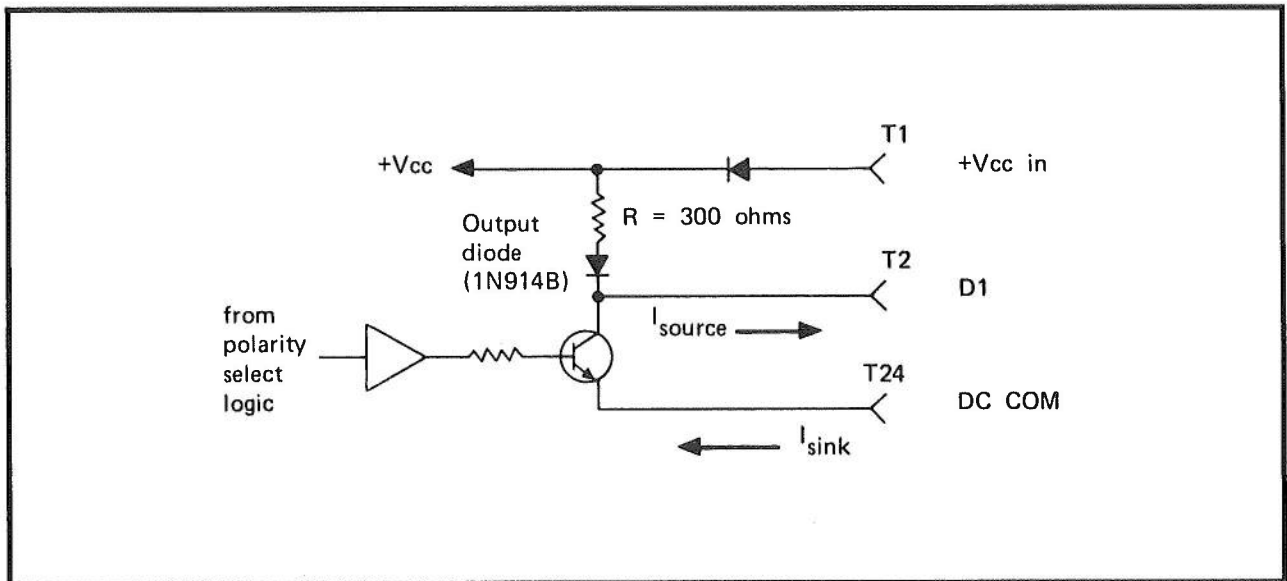 T1
+Vcc
+Vcc in
R = 300 ohms
Output
diode
(1N914B)
T2
D1
from
polarity
select
logic
Isource
T24
DC COM
Isink